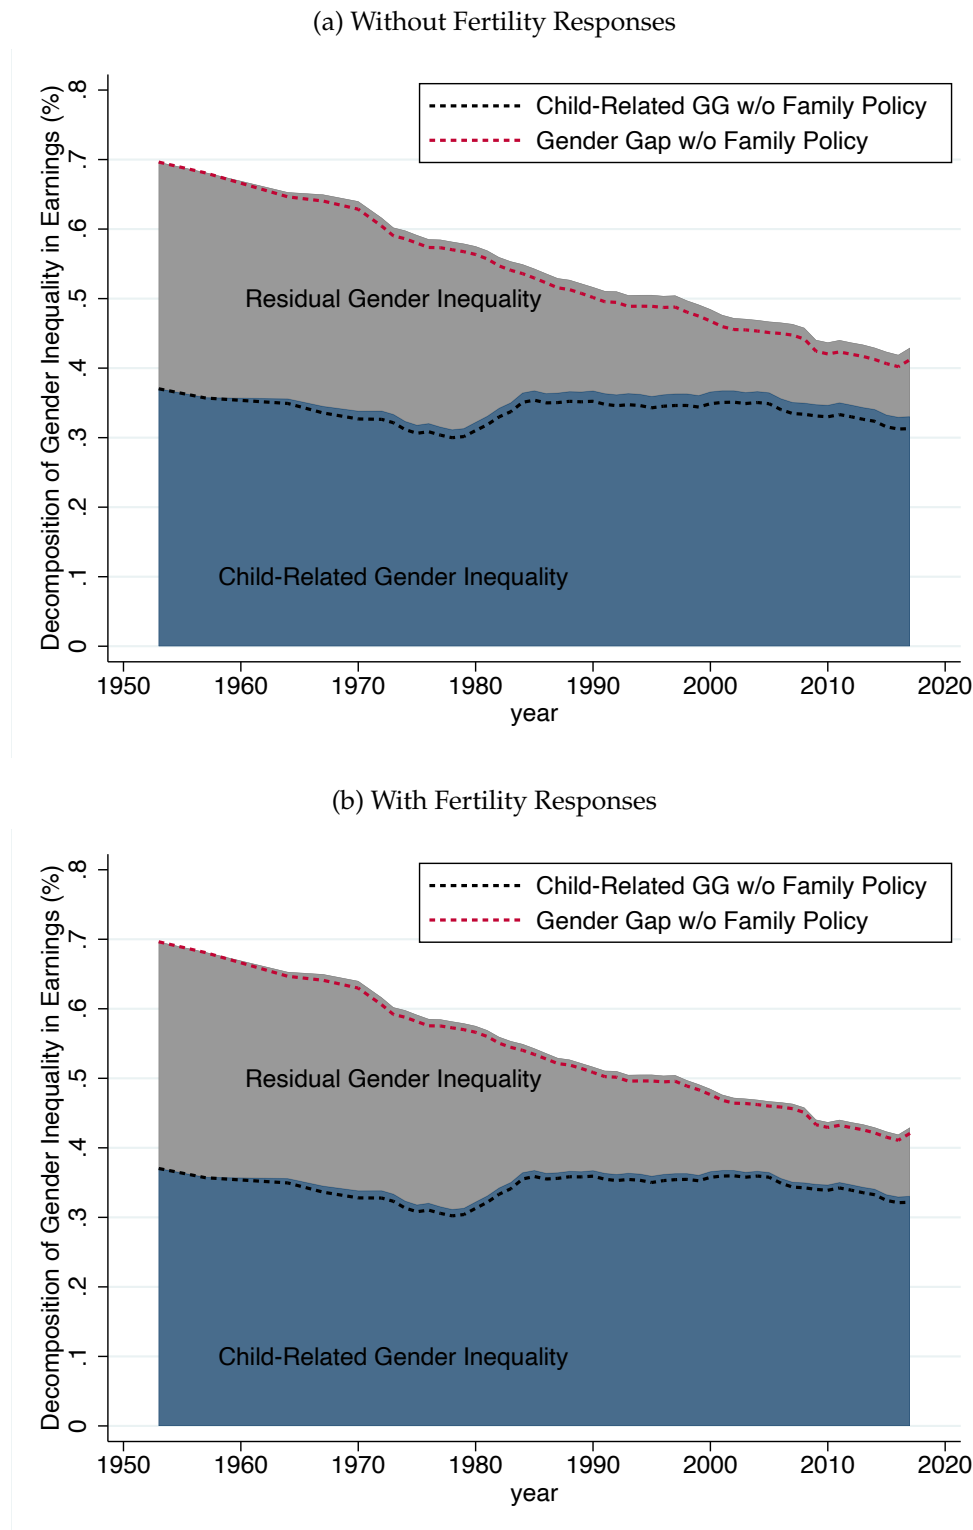 (a) Without Fertility Responses
Decomposition of Gender Inequality in Earnings (%)
.8
.7
.6
.5
.4
.3
.2
.1
0
Child-Related GG w/o Family Policy
Gender Gap w/o Family Policy
Residual Gender Inequality
Child-Related Gender Inequality
1950 1960 1970 1980 1990 2000 2010 2020
year
(b) With Fertility Responses
Decomposition of Gender Inequality in Earnings (%)
.8
.7
.6
.5
.4
.3
.2
.1
0
Child-Related GG w/o Family Policy
Gender Gap w/o Family Policy
Residual Gender Inequality
Child-Related Gender Inequality
1950 1960 1970 1980 1990 2000 2010 2020
year